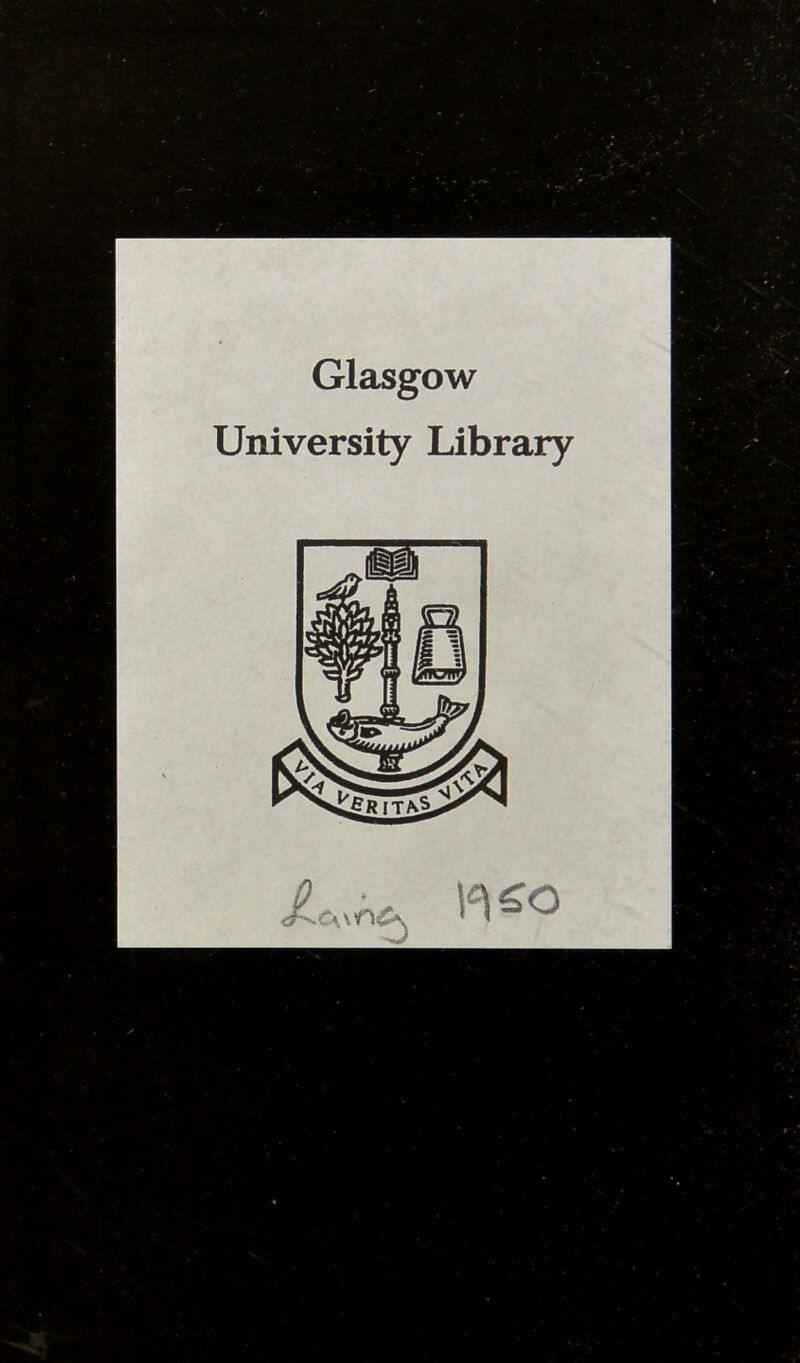 Glasgow
University Library
VIA VERITAS VITA
Laing 1950